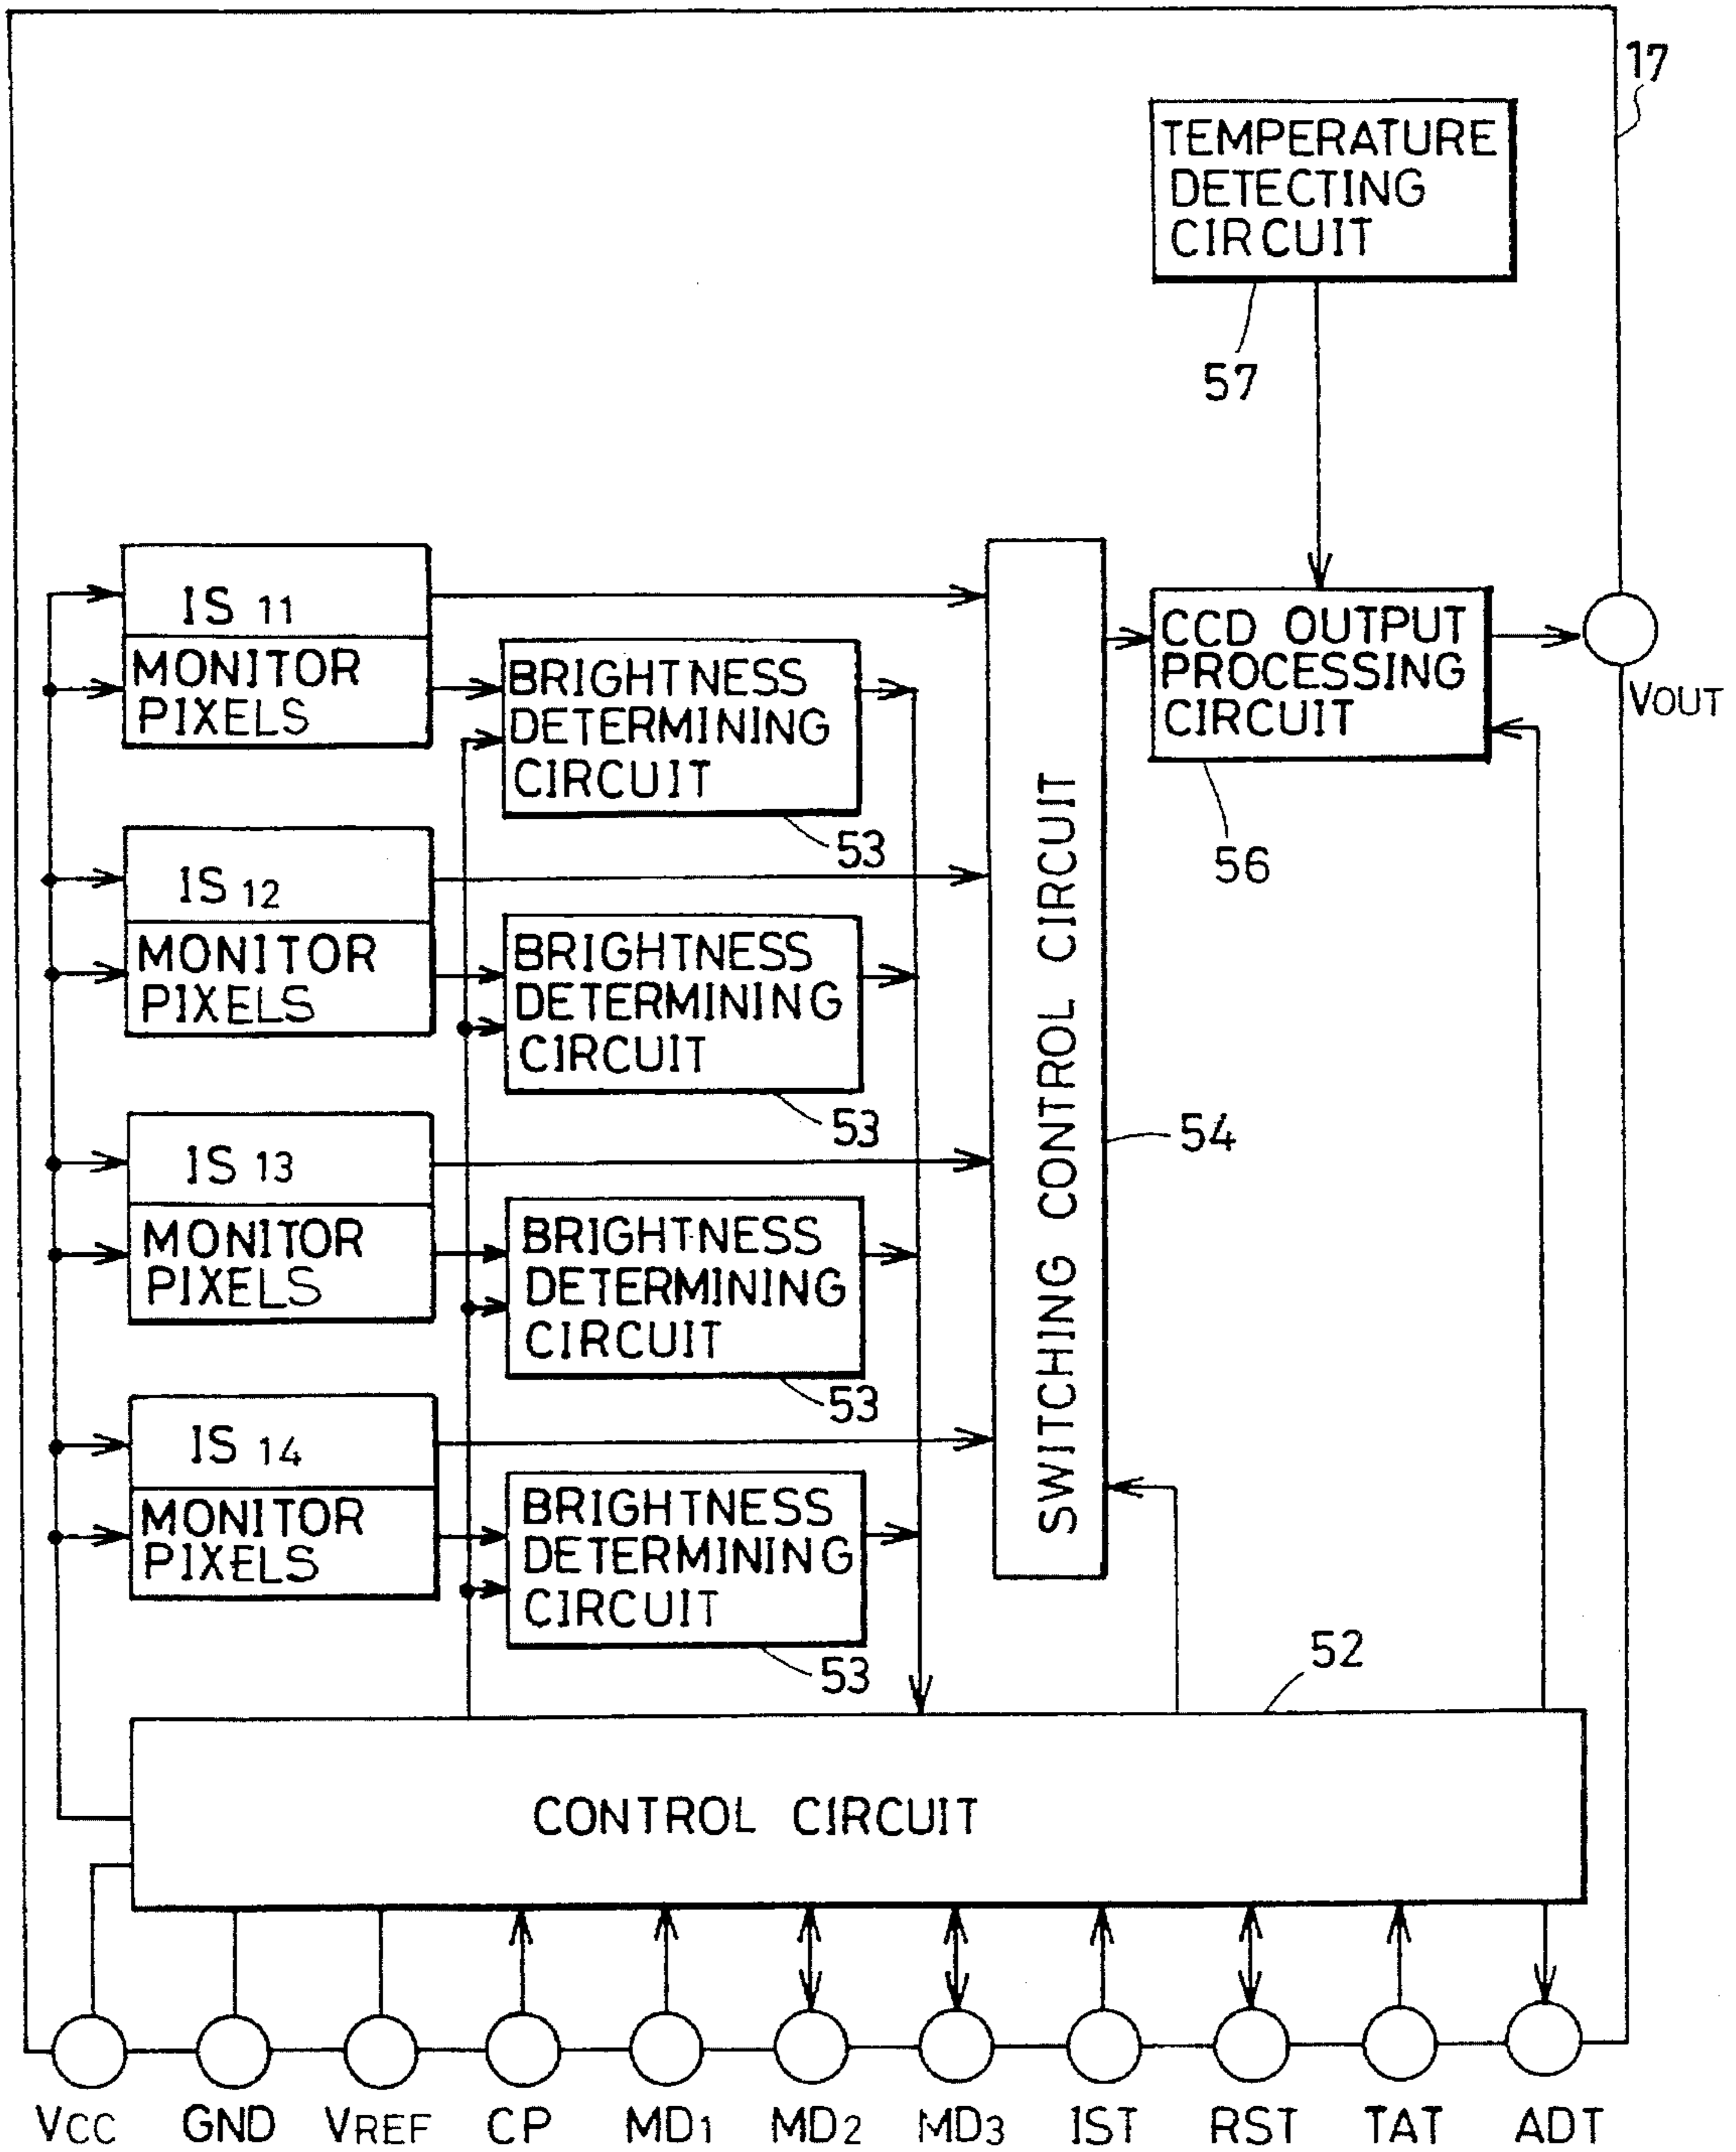 17
TEMPERATURE
DETECTING
CIRCUIT
57
IS 11
MONITOR
PIXELS
BRIGHTNESS
DETERMINING
CIRCUIT
53
CCD OUTPUT
PROCESSING
CIRCUIT
56
VOUT
IS 12
MONITOR
PIXELS
BRIGHTNESS
DETERMINING
CIRCUIT
53
SWITCHING CONTROL CIRCUIT
54
IS 13
MONITOR
PIXELS
BRIGHTNESS
DETERMINING
CIRCUIT
53
IS 14
MONITOR
PIXELS
BRIGHTNESS
DETERMINING
CIRCUIT
53
52
CONTROL CIRCUIT
VCC GND VREF CP MD1 MD2 MD3 IST RST TAT ADT